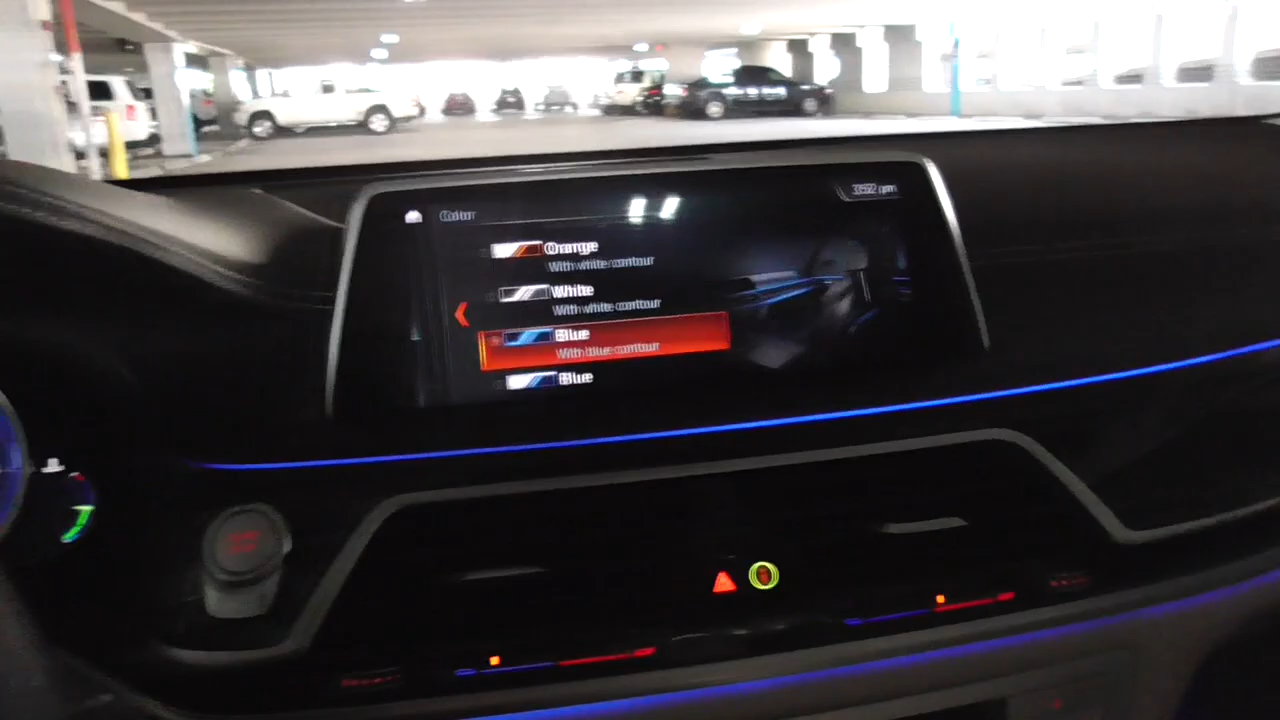 Colour
Orange
With white contour
White
With white contour
Blue
With blue contour
Blue